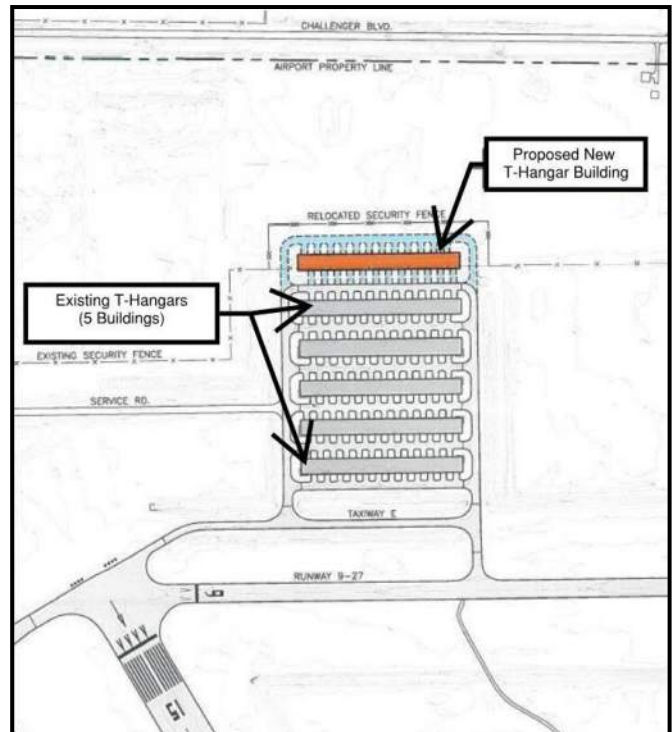 CHALLENGER BLVD.
AIRPORT PROPERTY LINE
Proposed New
T-Hangar Building
RELOCATED SECURITY FENCE
Existing T-Hangars
(5 Buildings)
EXISTING SECURITY FENCE
SERVICE RD.
TAXIWAY E
RUNWAY 9-27
9
15